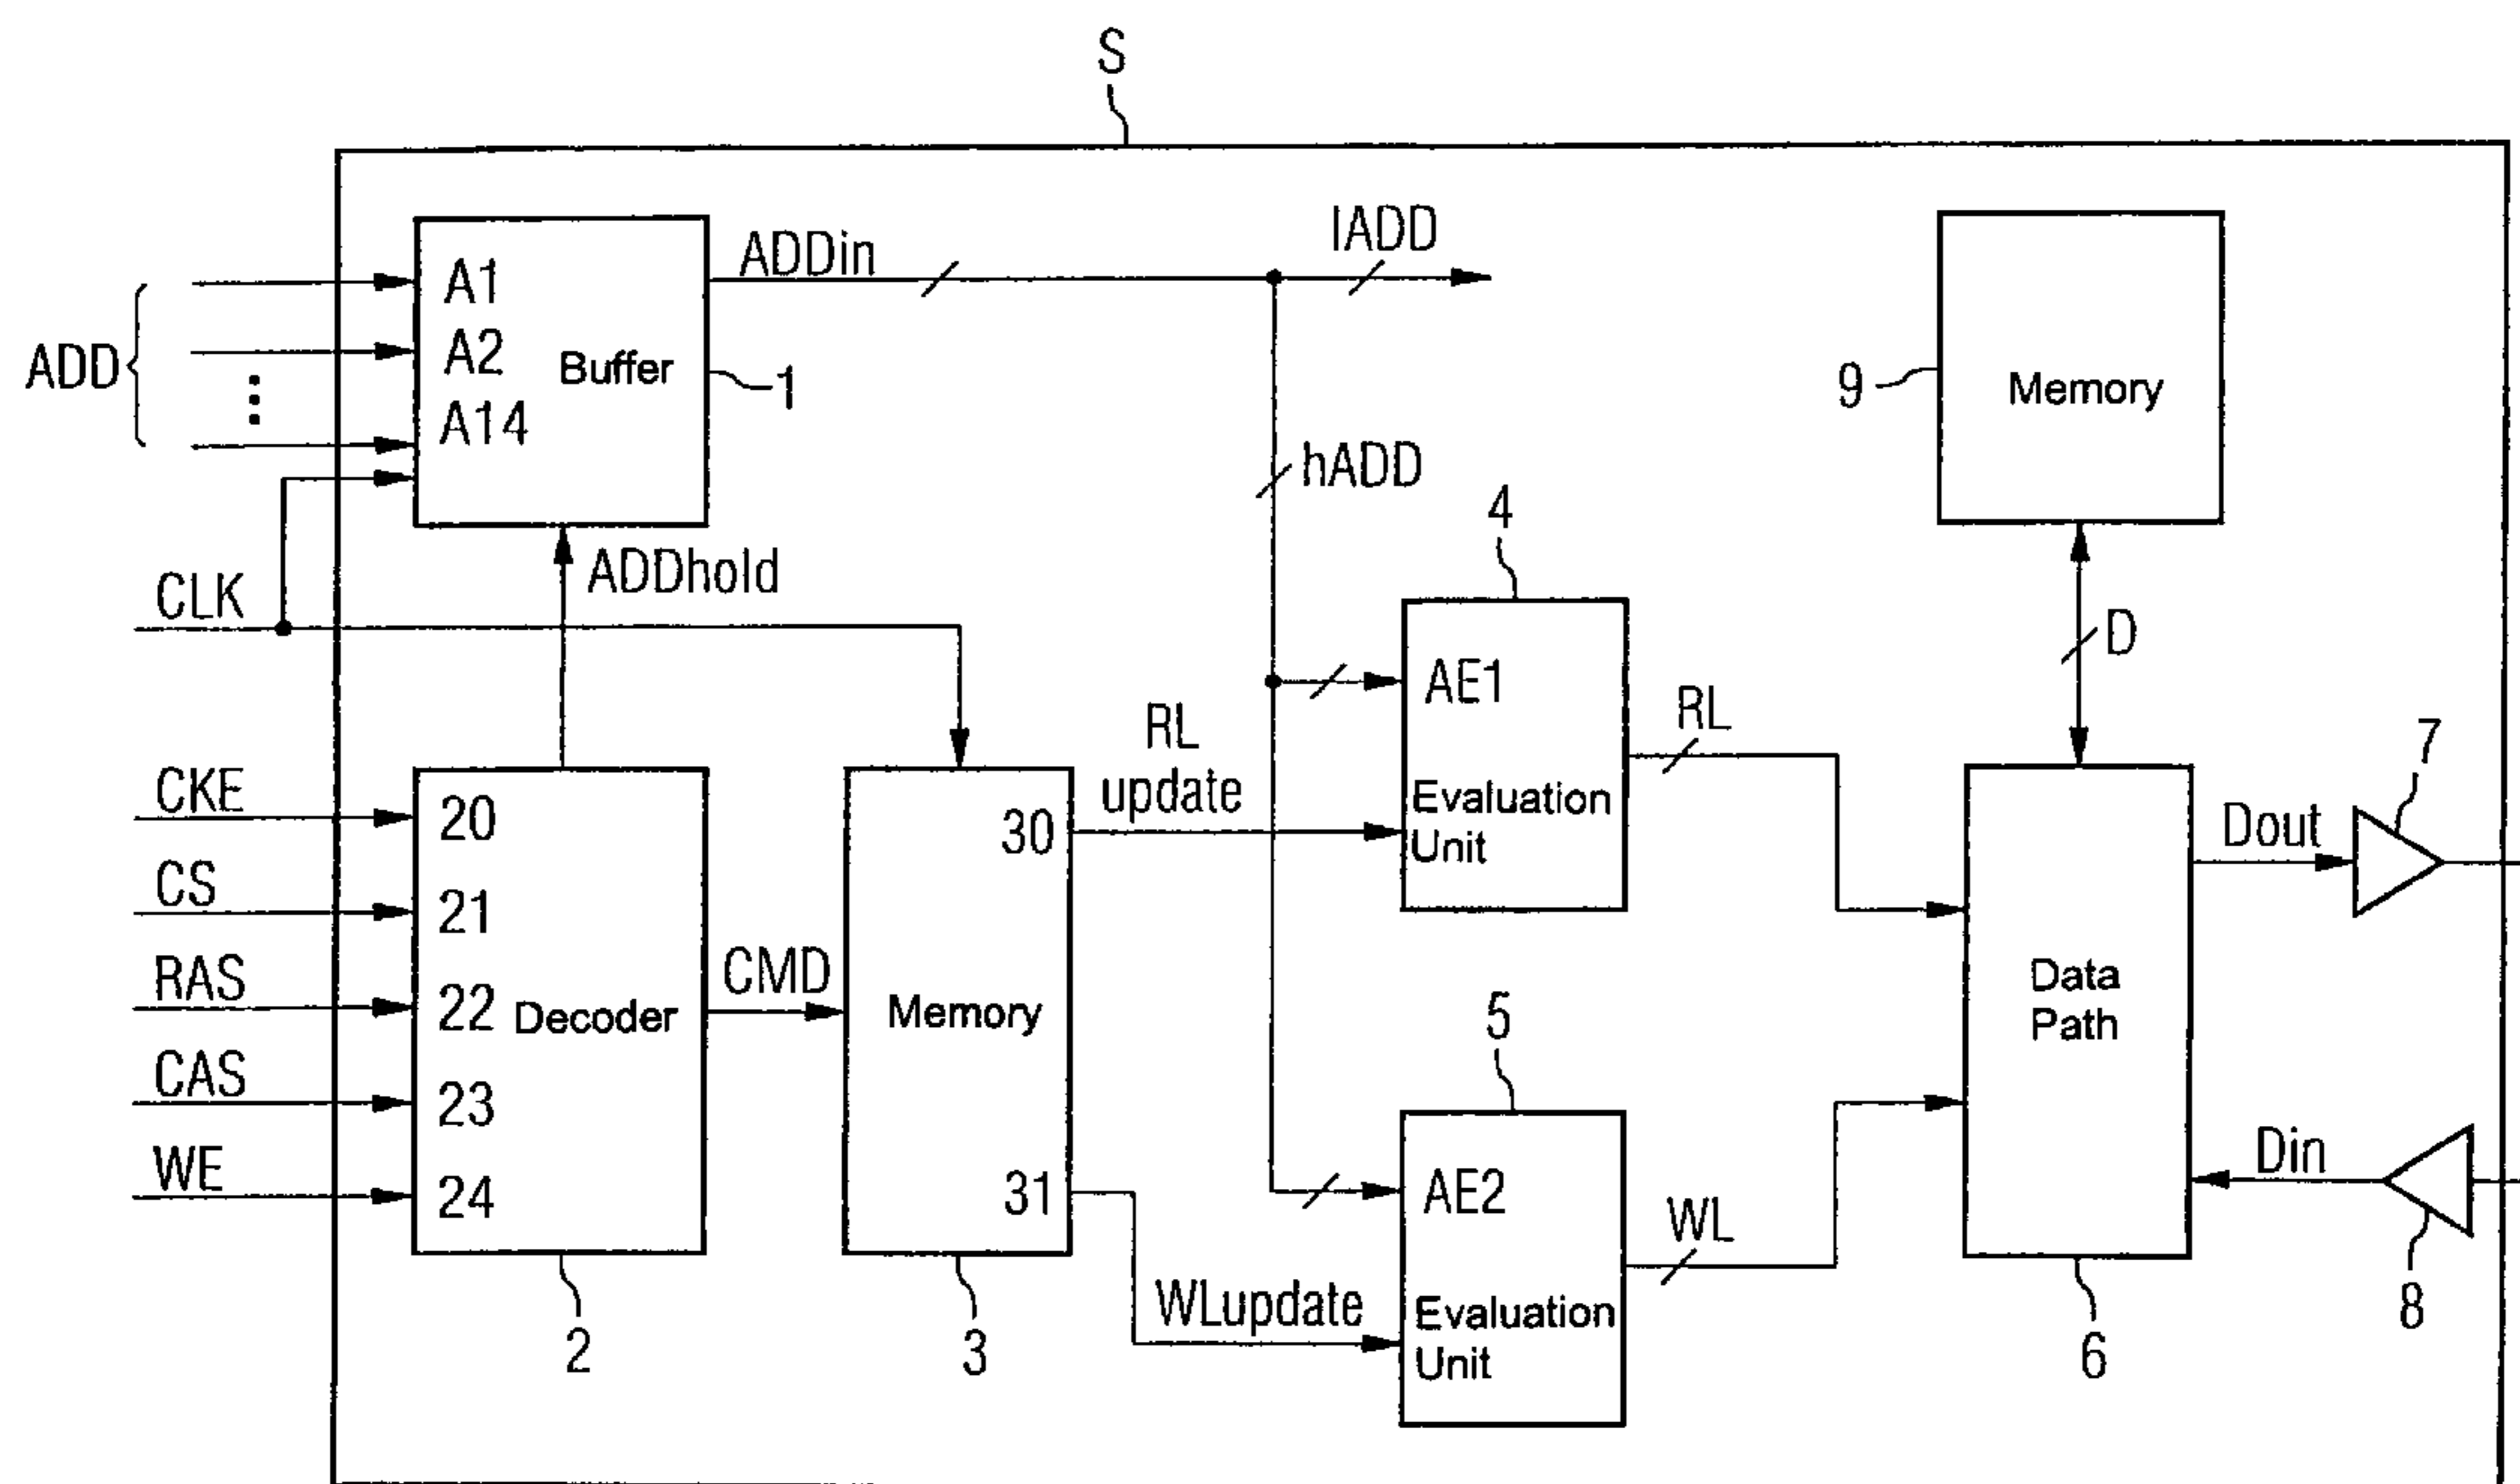 S
ADD
A1
A2
A14
Buffer
1
ADDin
lADD
hADD
9
Memory
CLK
ADDhold
4
AE1
Evaluation
Unit
RL
update
RL
D
7
Dout
CKE
CS
RAS
CAS
WE
20
21
22
23
24
Decoder
2
CMD
30
Memory
31
3
WLupdate
5
AE2
Evaluation
Unit
WL
Data
Path
6
Din
8